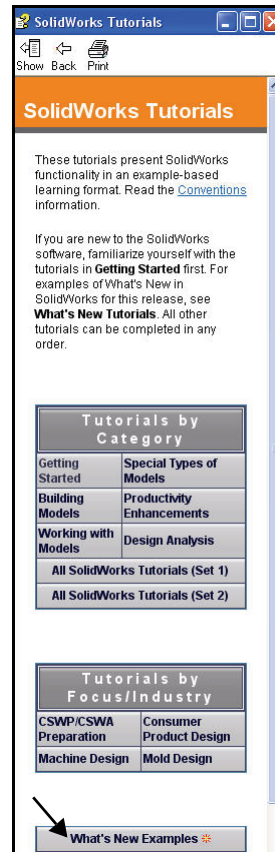 SolidWorks Tutorials
Show Back Print
SolidWorks Tutorials
These tutorials present SolidWorks
functionality in an example-based
learning format. Read the Conventions
information.
If you are new to the SolidWorks
software, familiarize yourself with the
tutorials in Getting Started first. For
examples of What's New in
SolidWorks for this release, see
What's New Tutorials. All other
tutorials can be completed in any
order.
Tutorials by
Category
Getting
Started
Special Types of
Models
Building
Models
Productivity
Enhancements
Working with
Models
Design Analysis
All SolidWorks Tutorials (Set 1)
All SolidWorks Tutorials (Set 2)
Tutorials by
Focus/Industry
CSWP/CSWA
Preparation
Consumer
Product Design
Machine Design
Mold Design
What's New Examples